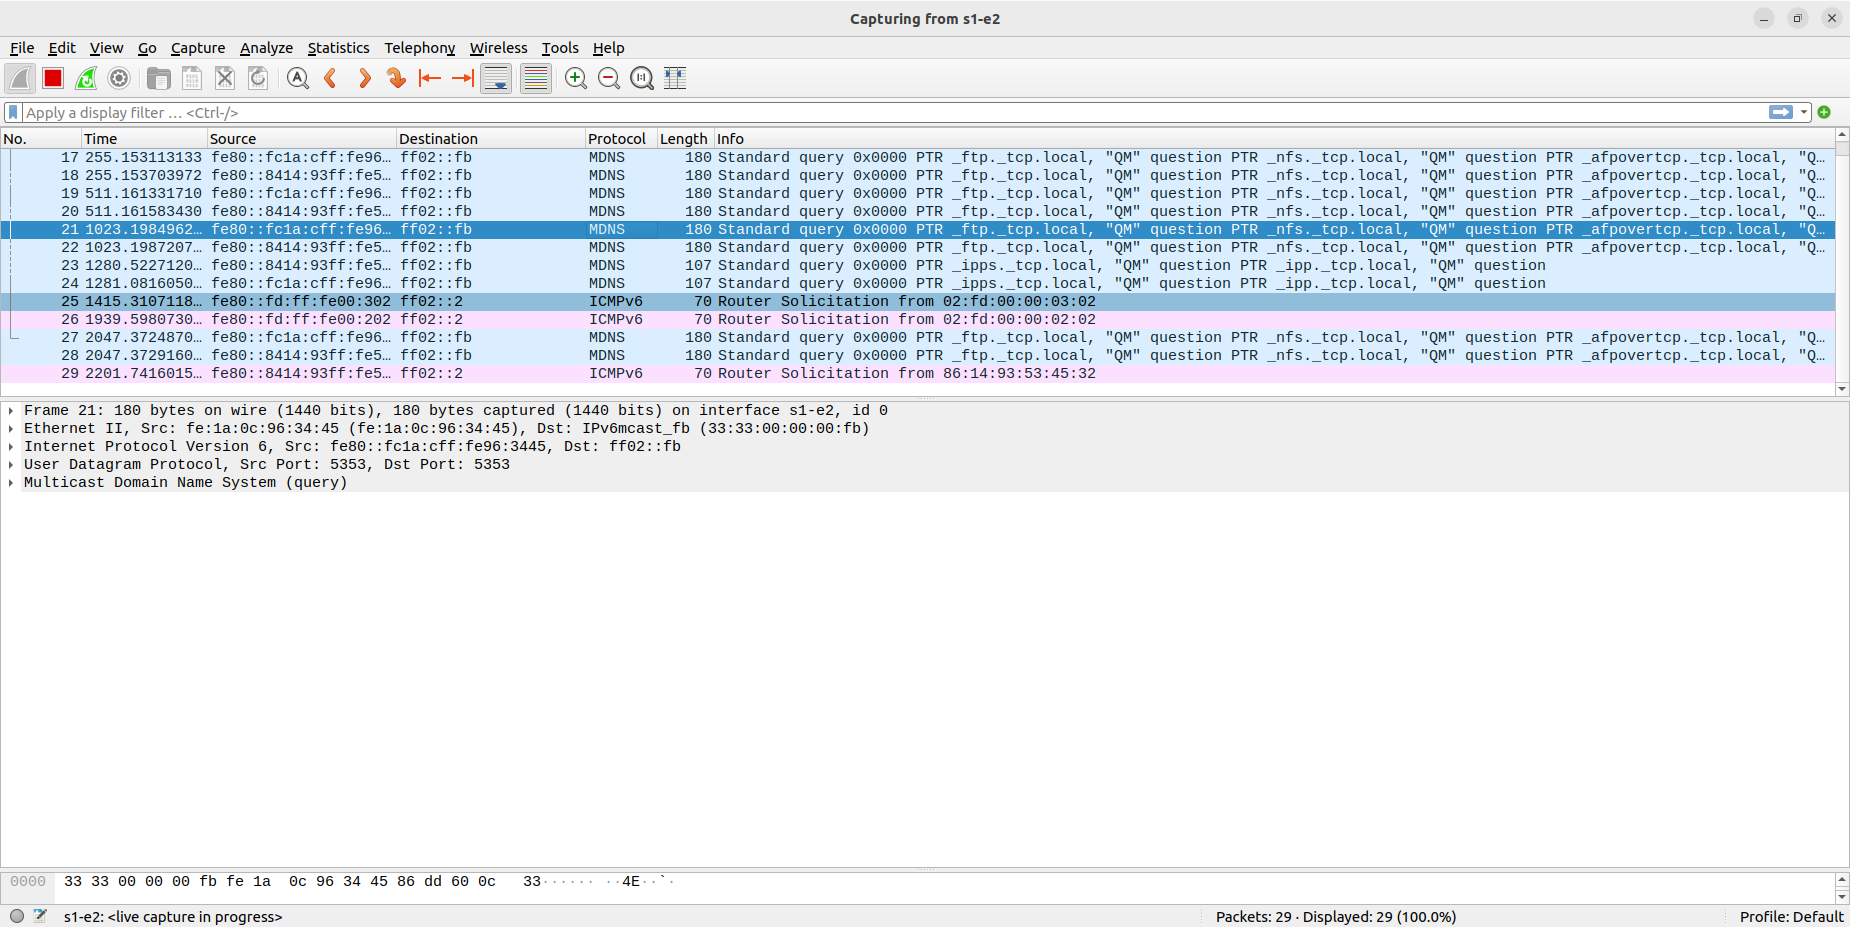 Capturing from s1-e2
File Edit View Go Capture Analyze Statistics Telephony Wireless Tools Help
Apply a display filter … <Ctrl-/>
No. Time Source Destination Protocol Length Info
17 255.153113133 fe80::fc1a:cff:fe96… ff02::fb MDNS 180 Standard query 0x0000 PTR _ftp._tcp.local, "QM" question PTR _nfs._tcp.local, "QM" question PTR _afpovertcp._tcp.local, "Q…
18 255.153703972 fe80::8414:93ff:fe5… ff02::fb MDNS 180 Standard query 0x0000 PTR _ftp._tcp.local, "QM" question PTR _nfs._tcp.local, "QM" question PTR _afpovertcp._tcp.local, "Q…
19 511.161331710 fe80::fc1a:cff:fe96… ff02::fb MDNS 180 Standard query 0x0000 PTR _ftp._tcp.local, "QM" question PTR _nfs._tcp.local, "QM" question PTR _afpovertcp._tcp.local, "Q…
20 511.161583430 fe80::8414:93ff:fe5… ff02::fb MDNS 180 Standard query 0x0000 PTR _ftp._tcp.local, "QM" question PTR _nfs._tcp.local, "QM" question PTR _afpovertcp._tcp.local, "Q…
21 1023.1984962… fe80::fc1a:cff:fe96… ff02::fb MDNS 180 Standard query 0x0000 PTR _ftp._tcp.local, "QM" question PTR _nfs._tcp.local, "QM" question PTR _afpovertcp._tcp.local, "Q…
22 1023.1987207… fe80::8414:93ff:fe5… ff02::fb MDNS 180 Standard query 0x0000 PTR _ftp._tcp.local, "QM" question PTR _nfs._tcp.local, "QM" question PTR _afpovertcp._tcp.local, "Q…
23 1280.5227120… fe80::8414:93ff:fe5… ff02::fb MDNS 107 Standard query 0x0000 PTR _ipps._tcp.local, "QM" question PTR _ipp._tcp.local, "QM" question
24 1281.0816050… fe80::8414:93ff:fe5… ff02::fb MDNS 107 Standard query 0x0000 PTR _ipps._tcp.local, "QM" question PTR _ipp._tcp.local, "QM" question
25 1415.3107118… fe80::fd:ff:fe00:302 ff02::2 ICMPv6 70 Router Solicitation from 02:fd:00:00:03:02
26 1939.5980730… fe80::fd:ff:fe00:202 ff02::2 ICMPv6 70 Router Solicitation from 02:fd:00:00:02:02
27 2047.3724870… fe80::fc1a:cff:fe96… ff02::fb MDNS 180 Standard query 0x0000 PTR _ftp._tcp.local, "QM" question PTR _nfs._tcp.local, "QM" question PTR _afpovertcp._tcp.local, "Q…
28 2047.3729160… fe80::8414:93ff:fe5… ff02::fb MDNS 180 Standard query 0x0000 PTR _ftp._tcp.local, "QM" question PTR _nfs._tcp.local, "QM" question PTR _afpovertcp._tcp.local, "Q…
29 2201.7416015… fe80::8414:93ff:fe5… ff02::2 ICMPv6 70 Router Solicitation from 86:14:93:53:45:32
Frame 21: 180 bytes on wire (1440 bits), 180 bytes captured (1440 bits) on interface s1-e2, id 0
Ethernet II, Src: fe:1a:0c:96:34:45 (fe:1a:0c:96:34:45), Dst: IPv6mcast_fb (33:33:00:00:00:fb)
Internet Protocol Version 6, Src: fe80::fc1a:cff:fe96:3445, Dst: ff02::fb
User Datagram Protocol, Src Port: 5353, Dst Port: 5353
Multicast Domain Name System (query)
0000 33 33 00 00 00 fb fe 1a 0c 96 34 45 86 dd 60 0c 33······ ··4E··`·
s1-e2: <live capture in progress> Packets: 29 · Displayed: 29 (100.0%) Profile: Default